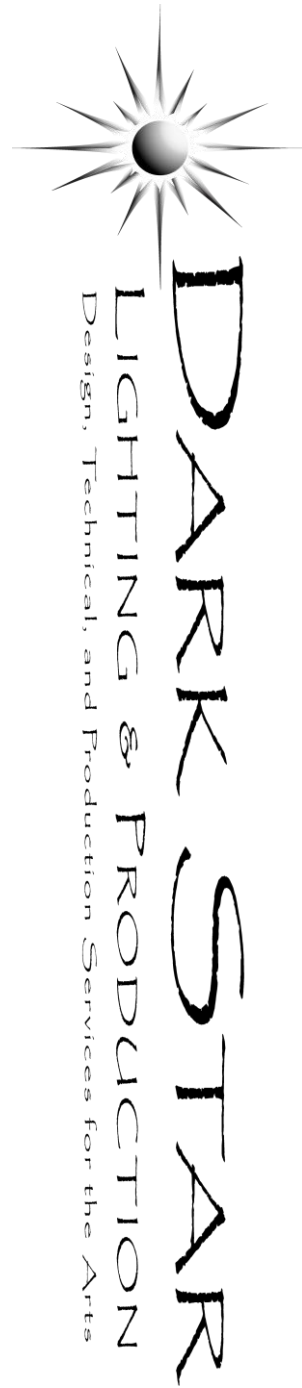 DARK STAR
LIGHTING & PRODUCTION
Design, Technical, and Production Services for the Arts